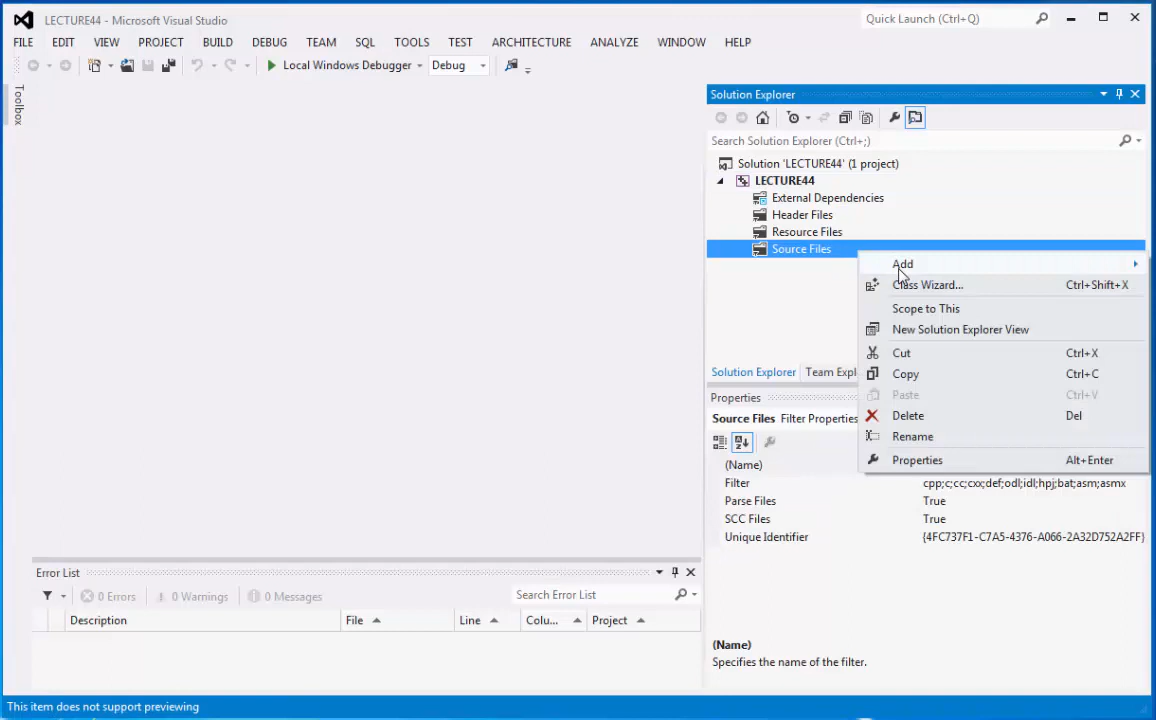 LECTURE44 - Microsoft Visual Studio
Quick Launch (Ctrl+Q)
FILE EDIT VIEW PROJECT BUILD DEBUG TEAM SQL TOOLS TEST ARCHITECTURE ANALYZE WINDOW HELP
Local Windows Debugger Debug
Toolbox
Solution Explorer
Search Solution Explorer (Ctrl+;)
Solution 'LECTURE44' (1 project)
LECTURE44
External Dependencies
Header Files
Resource Files
Source Files
Add
Class Wizard... Ctrl+Shift+X
Scope to This
New Solution Explorer View
Cut Ctrl+X
Copy Ctrl+C
Paste Ctrl+V
Delete Del
Rename
Properties Alt+Enter
Solution Explorer Team Expl
Properties
Source Files Filter Properties
(Name)
Filter cpp;c;cc;cxx;def;odl;idl;hpj;bat;asm;asmx
Parse Files True
SCC Files True
Unique Identifier {4FC737F1-C7A5-4376-A066-2A32D752A2FF}
(Name)
Specifies the name of the filter.
Error List
0 Errors 0 Warnings 0 Messages Search Error List
Description File Line Colu... Project
This item does not support previewing